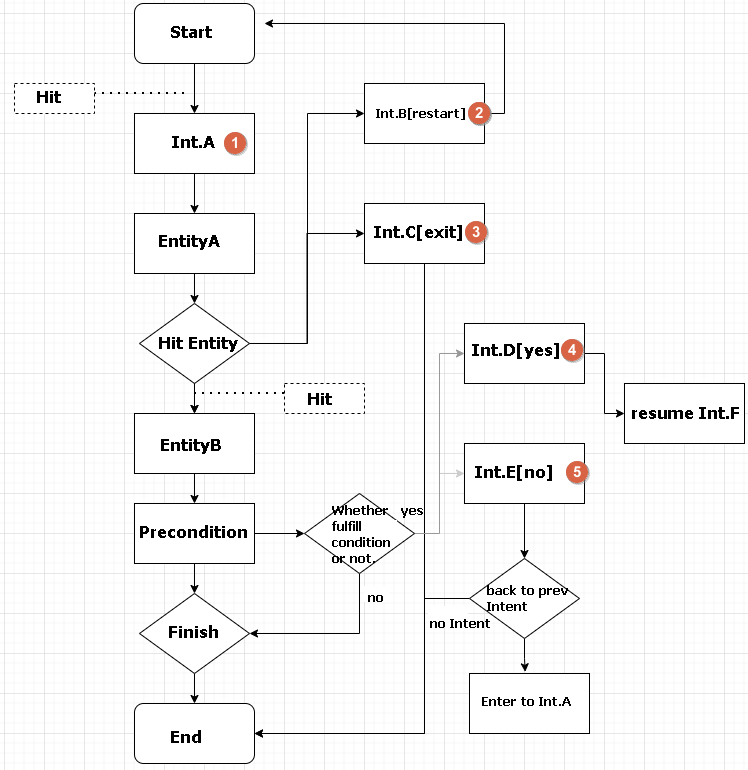 Start
Hit
Int.B[restart] 2
Int.A 1
Int.C[exit] 3
EntityA
Hit Entity
Int.D[yes] 4
Hit
resume Int.F
EntityB
Int.E[no] 5
Precondition
Whether
fulfill
condition
or not.
yes
no
back to prev
Intent
no Intent
Finish
Enter to Int.A
End